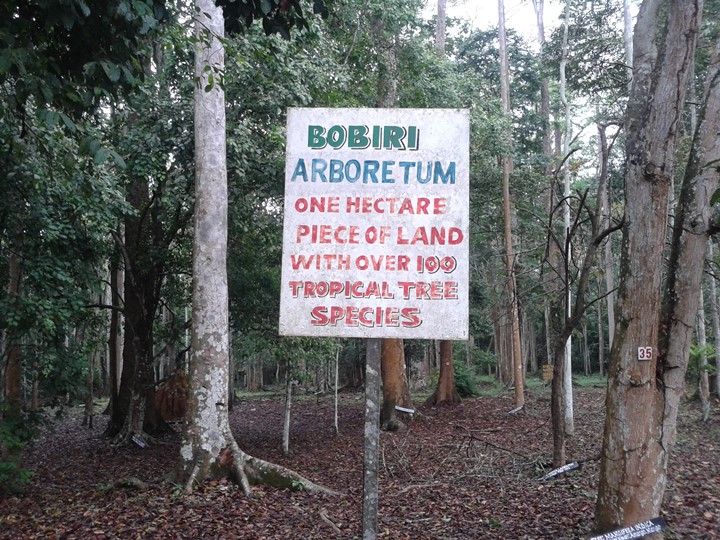 BOBIRI
ARBORETUM
ONE HECTARE
PIECE OF LAND
WITH OVER 100
TROPICAL TREE
SPECIES
35